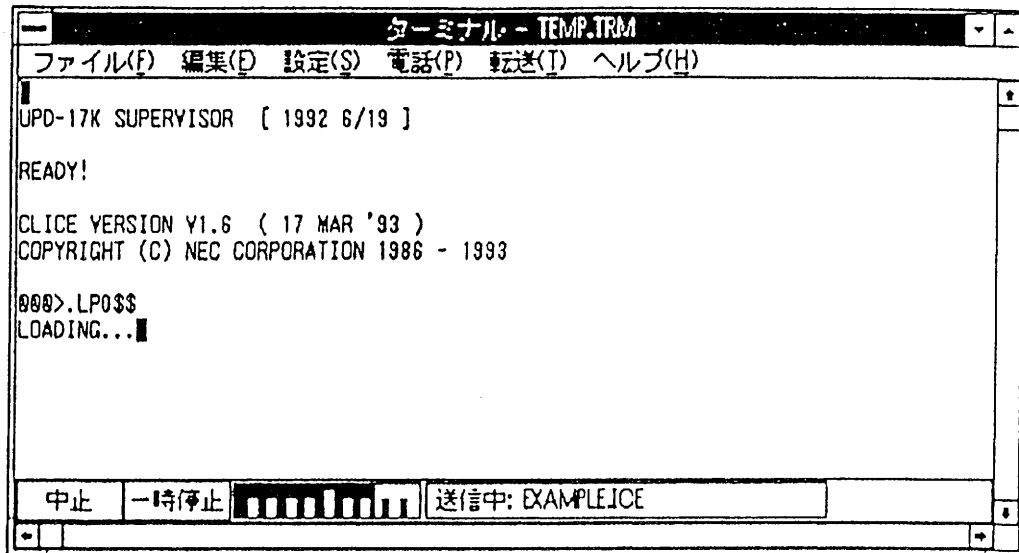 ターミナル - TEMP.TRM
ファイル(F) 編集(E) 設定(S) 電話(P) 転送(T) ヘルプ(H)
UPD-17K SUPERVISOR [ 1992 6/19 ]
READY!
CLICE VERSION V1.6 ( 17 MAR '93 )
COPYRIGHT (C) NEC CORPORATION 1986 - 1993
@@@>.LP0$$
LOADING...
中止 一時停止 送信中: EXAMPLE.ICE